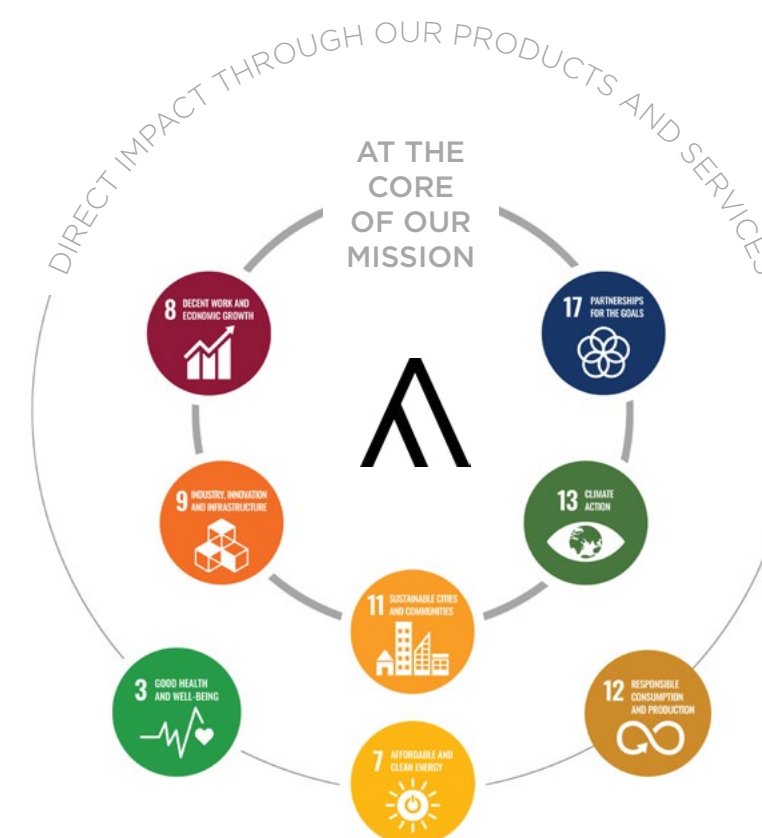 DIRECT IMPACT THROUGH OUR PRODUCTS AND SERVICES
AT THE
CORE
OF OUR
MISSION
8 DECENT WORK AND
ECONOMIC GROWTH
17 PARTNERSHIPS
FOR THE GOALS
9 INDUSTRY, INNOVATION
AND INFRASTRUCTURE
13 CLIMATE
ACTION
11 SUSTAINABLE CITIES
AND COMMUNITIES
3 GOOD HEALTH
AND WELL-BEING
12 RESPONSIBLE
CONSUMPTION
AND PRODUCTION
7 AFFORDABLE AND
CLEAN ENERGY